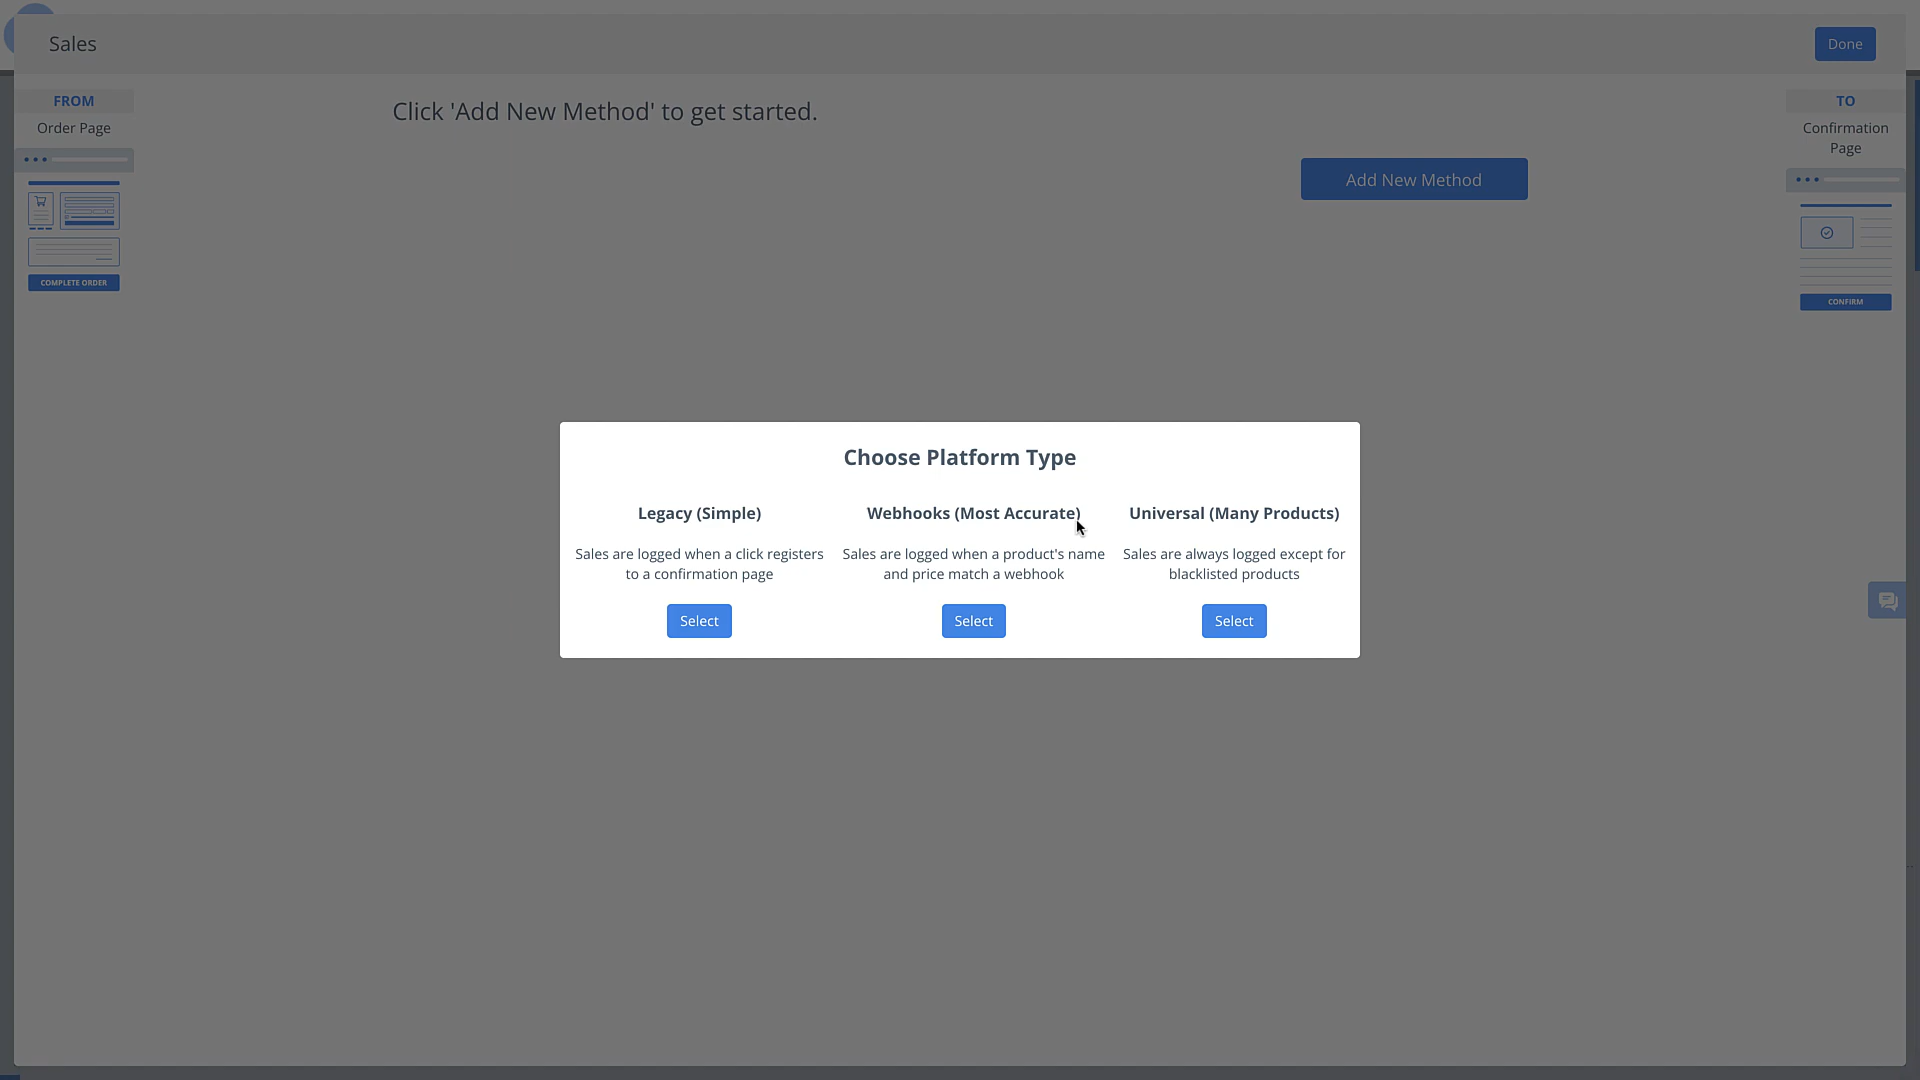 Sales
Done
FROM
Order Page
COMPLETE ORDER
Click 'Add New Method' to get started.
Add New Method
TO
Confirmation
Page
CONFIRM
Choose Platform Type
Legacy (Simple)
Sales are logged when a click registers
to a confirmation page
Select
Webhooks (Most Accurate)
Sales are logged when a product's name
and price match a webhook
Select
Universal (Many Products)
Sales are always logged except for
blacklisted products
Select